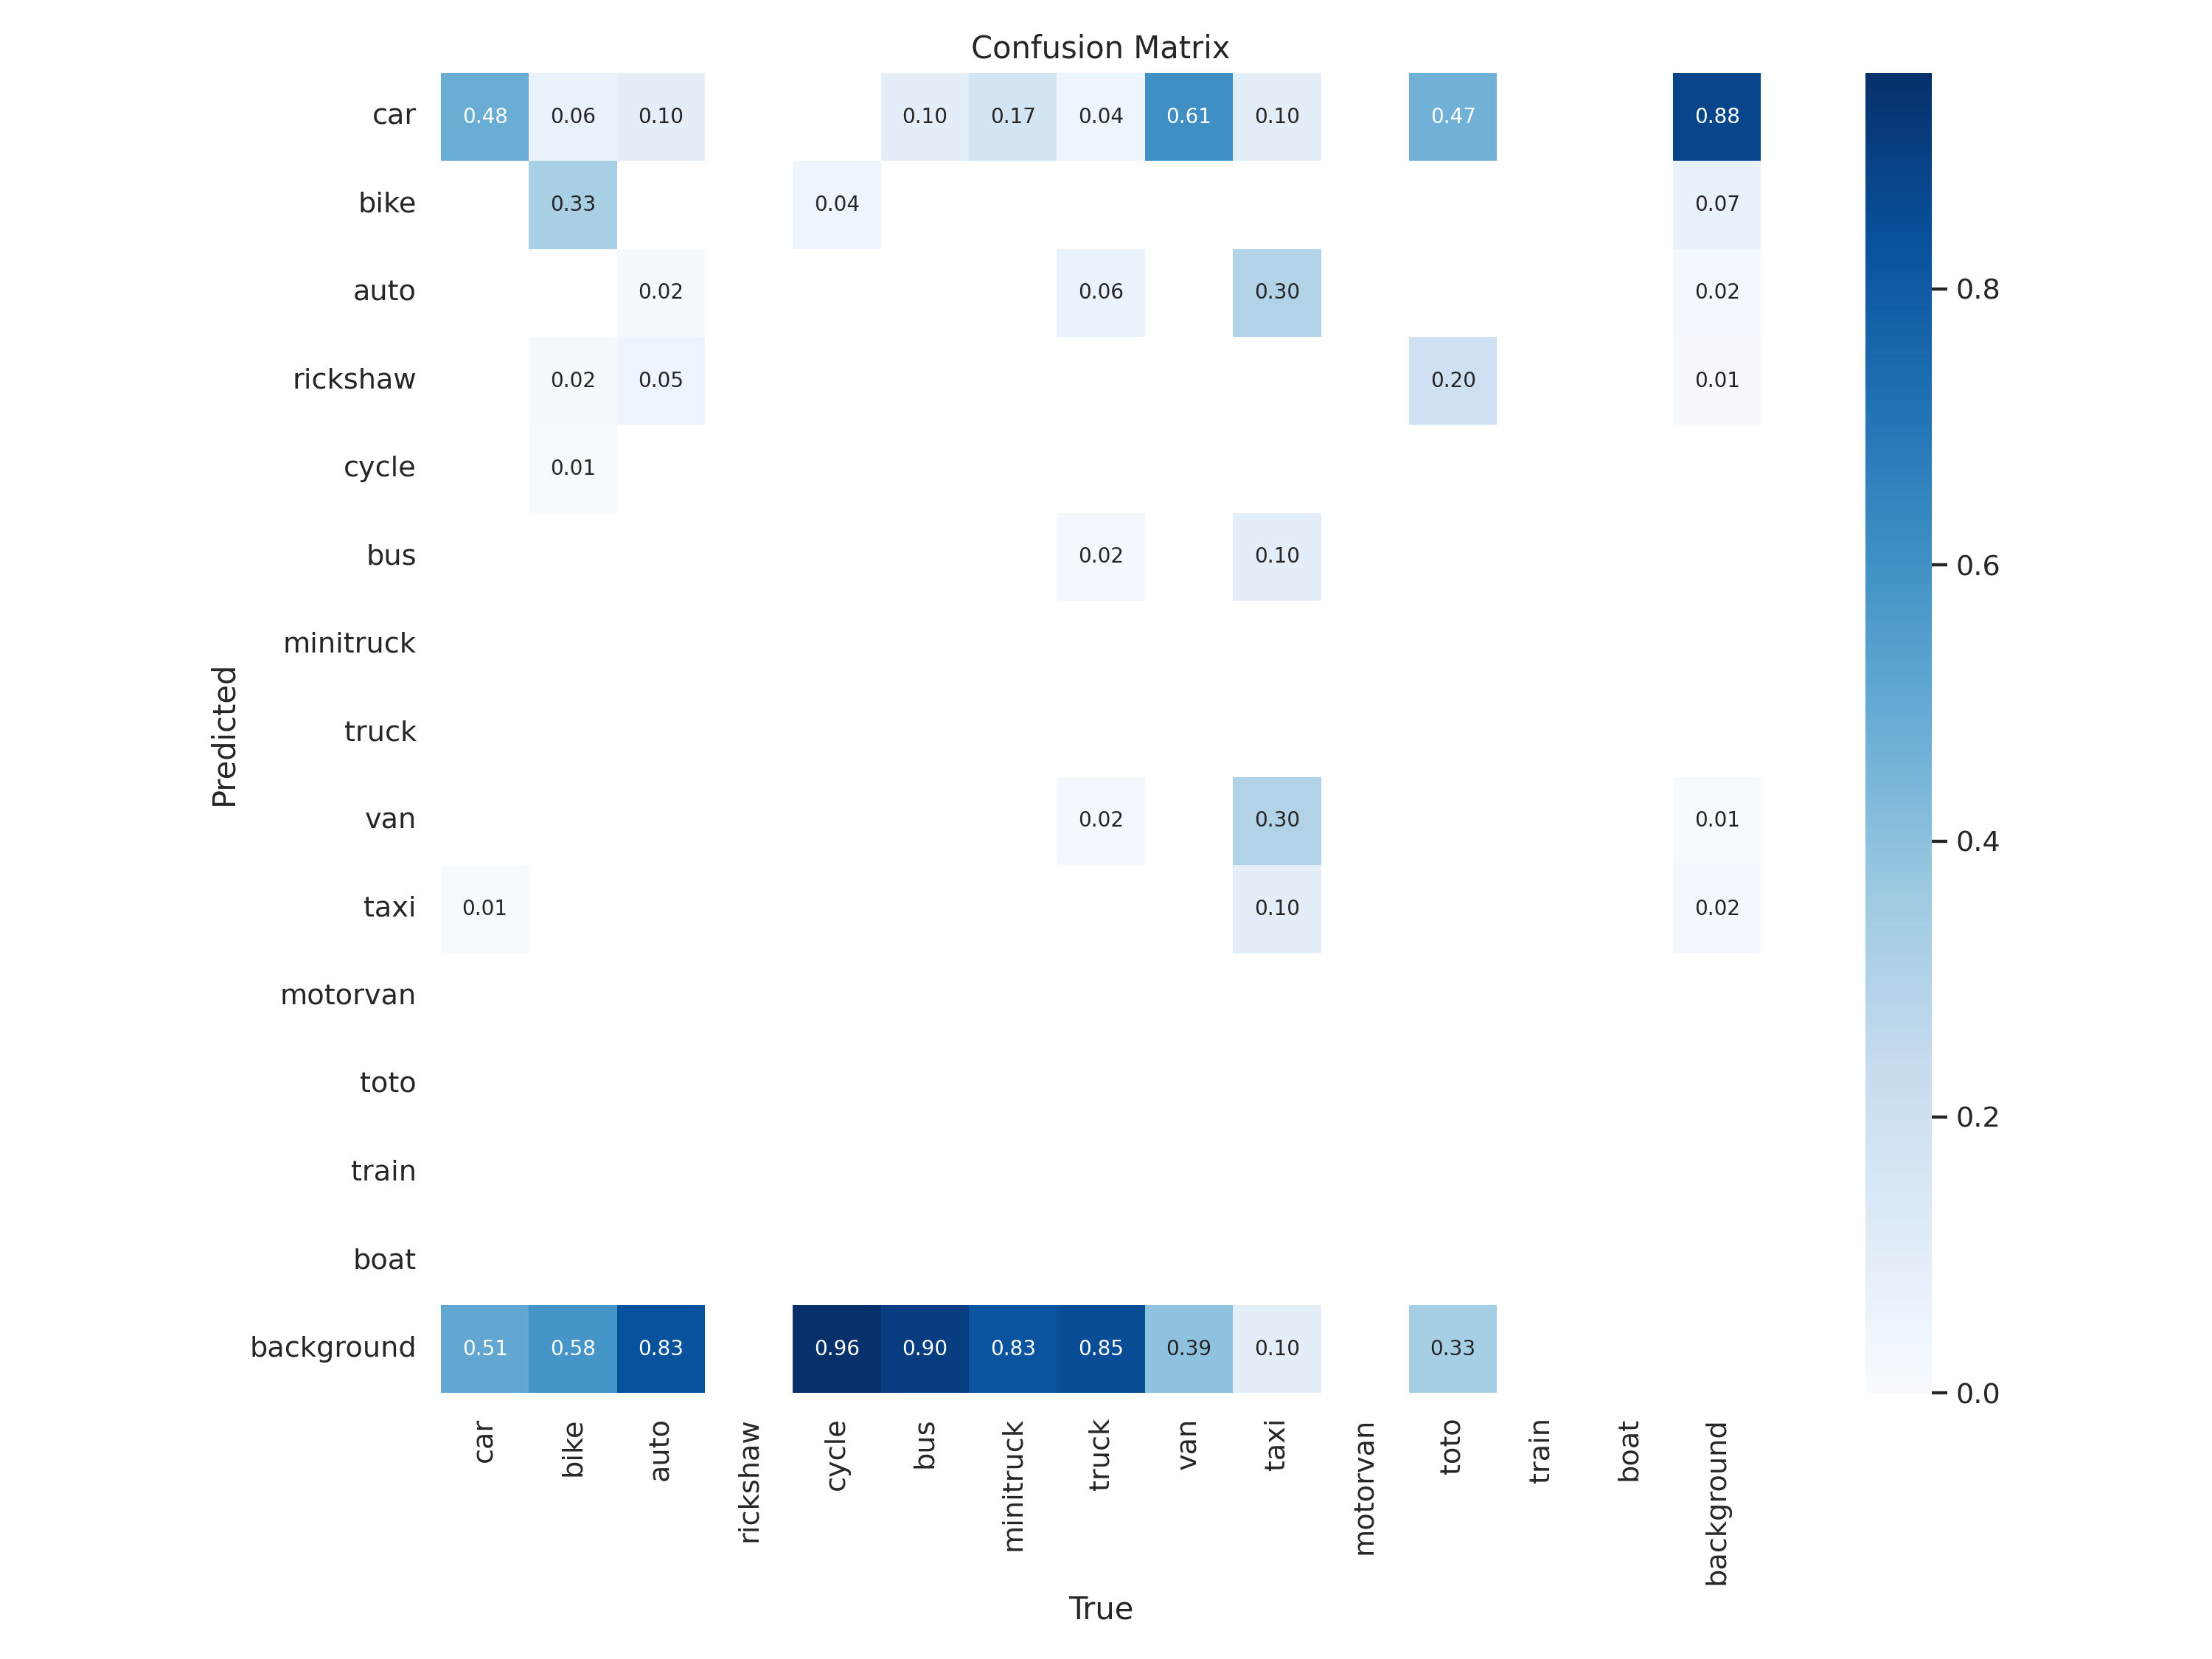 Confusion Matrix
car 0.48 0.06 0.10 0.10 0.17 0.04 0.61 0.10 0.47 0.88
bike 0.33 0.04 0.07
auto 0.02 0.06 0.30 0.02
rickshaw 0.02 0.05 0.20 0.01
cycle 0.01
bus 0.02 0.10
minitruck
truck
van 0.02 0.30 0.01
taxi 0.01 0.10 0.02
motorvan
toto
train
boat
background 0.51 0.58 0.83 0.96 0.90 0.83 0.85 0.39 0.10 0.33
Predicted
car bike auto rickshaw cycle bus minitruck truck van taxi motorvan toto train boat background
True
0.8
0.6
0.4
0.2
0.0